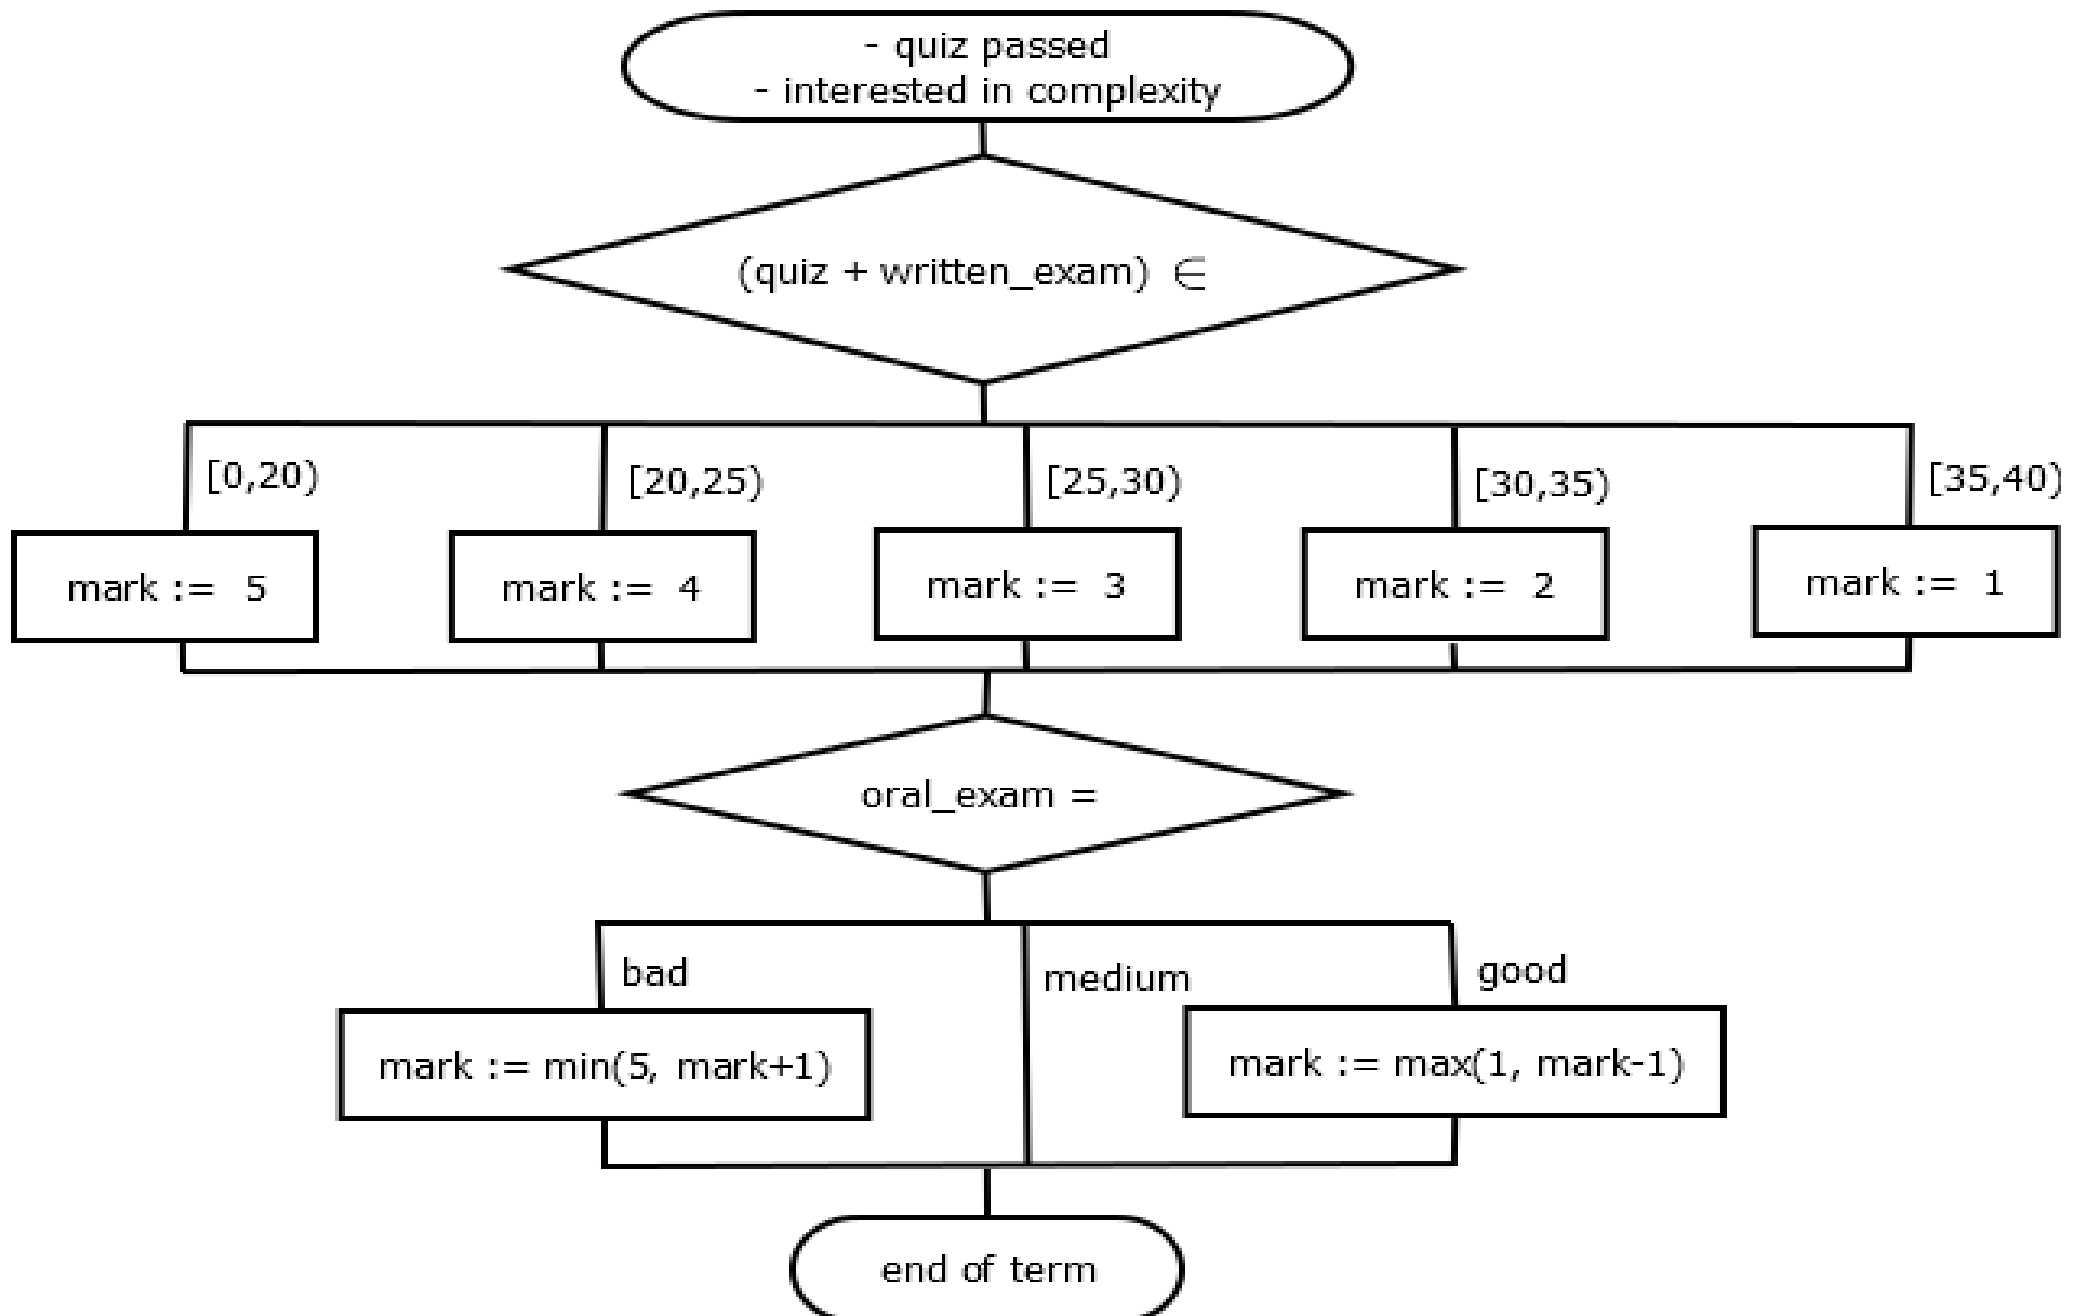 - quiz passed
- interested in complexity
(quiz + written_exam) ∈
[0,20)
[20,25)
[25,30)
[30,35)
[35,40)
mark := 5
mark := 4
mark := 3
mark := 2
mark := 1
oral_exam =
bad
medium
good
mark := min(5, mark+1)
mark := max(1, mark-1)
end of term